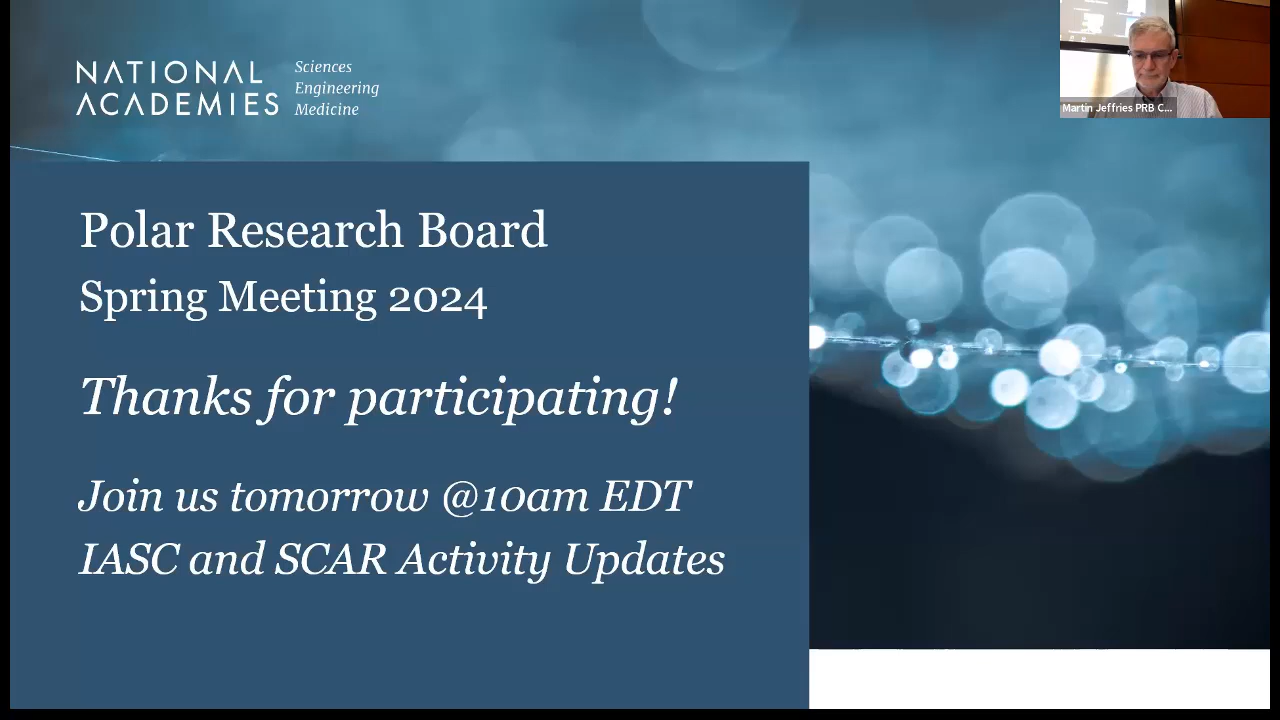 NATIONAL
ACADEMIES
Sciences
Engineering
Medicine
Martin Jeffries PRB C...
Polar Research Board
Spring Meeting 2024
Thanks for participating!
Join us tomorrow @10am EDT
IASC and SCAR Activity Updates